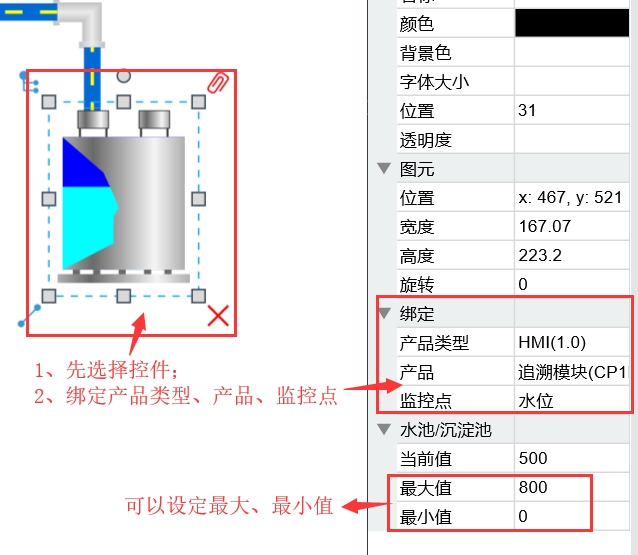 颜色
背景色
字体大小
位置 31
透明度
图元
位置 x: 467, y: 521
宽度 167.07
高度 223.2
旋转 0
绑定
产品类型 HMI(1.0)
产品 追溯模块(CP1
监控点 水位
水池/沉淀池
当前值 500
最大值 800
最小值 0
1、先选择控件；
2、绑定产品类型、产品、监控点
可以设定最大、最小值